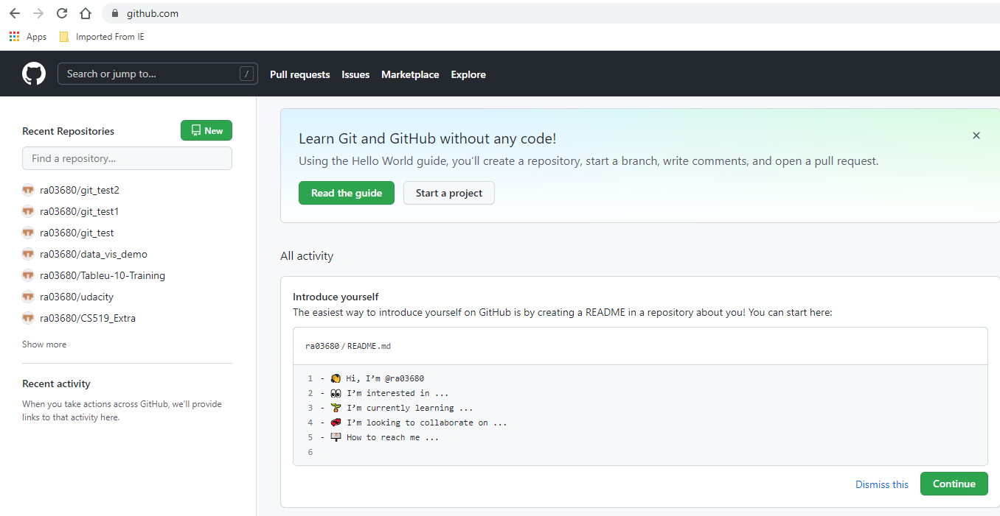 github.com
Apps
Imported From IE
Search or jump to...
/
Pull requests
Issues
Marketplace
Explore
Recent Repositories
New
Find a repository...
ra03680/git_test2
ra03680/git_test1
ra03680/git_test
ra03680/data_vis_demo
ra03680/Tableu-10-Training
ra03680/udacity
ra03680/CS519_Extra
Show more
Recent activity
When you take actions across GitHub, we’ll provide
links to that activity here.
Learn Git and GitHub without any code!
Using the Hello World guide, you’ll create a repository, start a branch, write comments, and open a pull request.
Read the guide
Start a project
All activity
Introduce yourself
The easiest way to introduce yourself on GitHub is by creating a README in a repository about you! You can start here:
ra03680/README.md
1 - 👋 Hi, I’m @ra03680
2 - 👀 I’m interested in ...
3 - 🌱 I’m currently learning ...
4 - 💞️ I’m looking to collaborate on ...
5 - 📫 How to reach me ...
6
Dismiss this
Continue